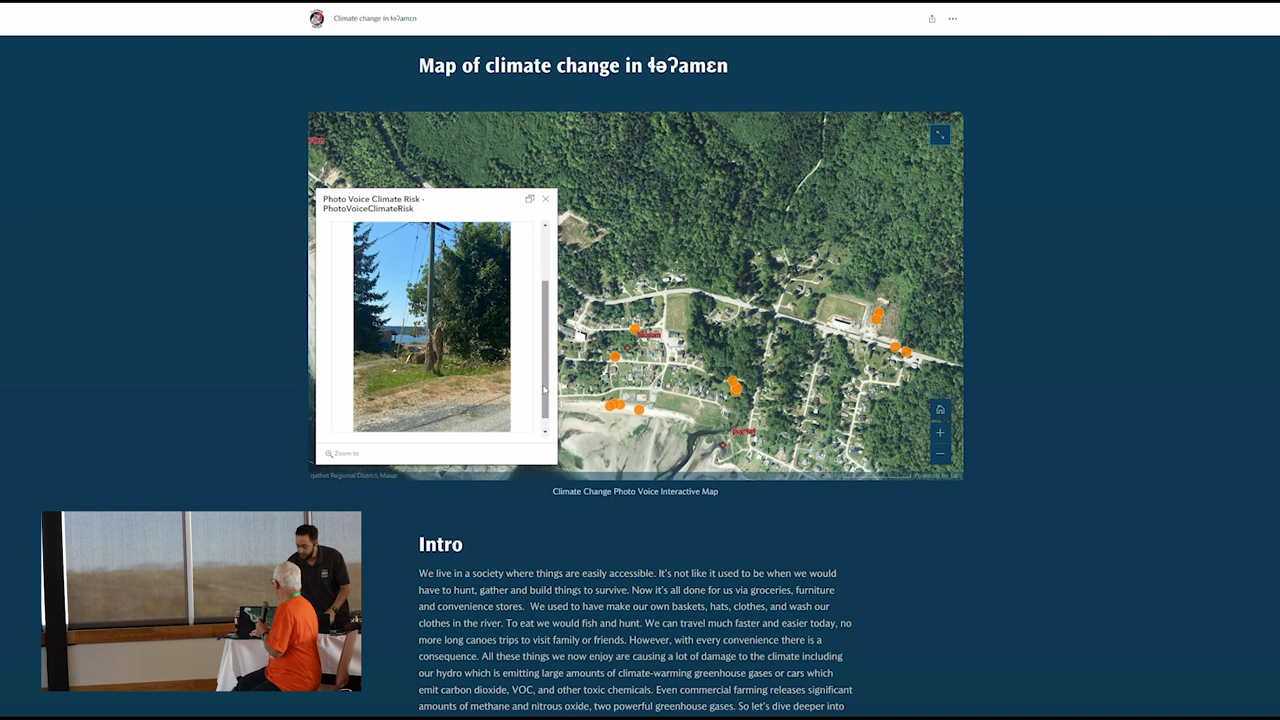 Climate change in ɬəʔamɛn
Map of climate change in ɬəʔamɛn
Photo Voice Climate Risk -
PhotoVoiceClimateRisk
Zoom to
qathet Regional District, Maxar
Powered by Esri
Climate Change Photo Voice Interactive Map
Intro
We live in a society where things are easily accessible. It's not like it used to be when we would
have to hunt, gather and build things to survive. Now it's all done for us via groceries, furniture
and convenience stores.  We used to have make our own baskets, hats, clothes, and wash our
clothes in the river. To eat we would fish and hunt. We can travel much faster and easier today, no
more long canoes trips to visit family or friends. However, with every convenience there is a
consequence. All these things we now enjoy are causing a lot of damage to the climate including
our hydro which is emitting large amounts of climate-warming greenhouse gases or cars which
emit carbon dioxide, VOC, and other toxic chemicals. Even commercial farming releases significant
amounts of methane and nitrous oxide, two powerful greenhouse gases. So let's dive deeper into